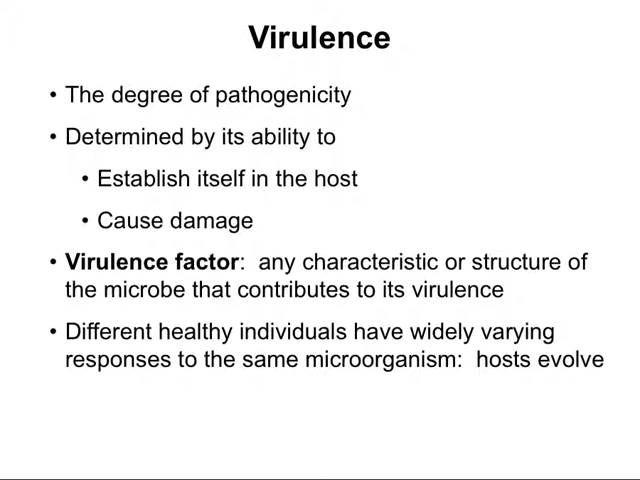 Virulence
• The degree of pathogenicity
• Determined by its ability to
• Establish itself in the host
• Cause damage
• Virulence factor:  any characteristic or structure of
the microbe that contributes to its virulence
• Different healthy individuals have widely varying
responses to the same microorganism:  hosts evolve